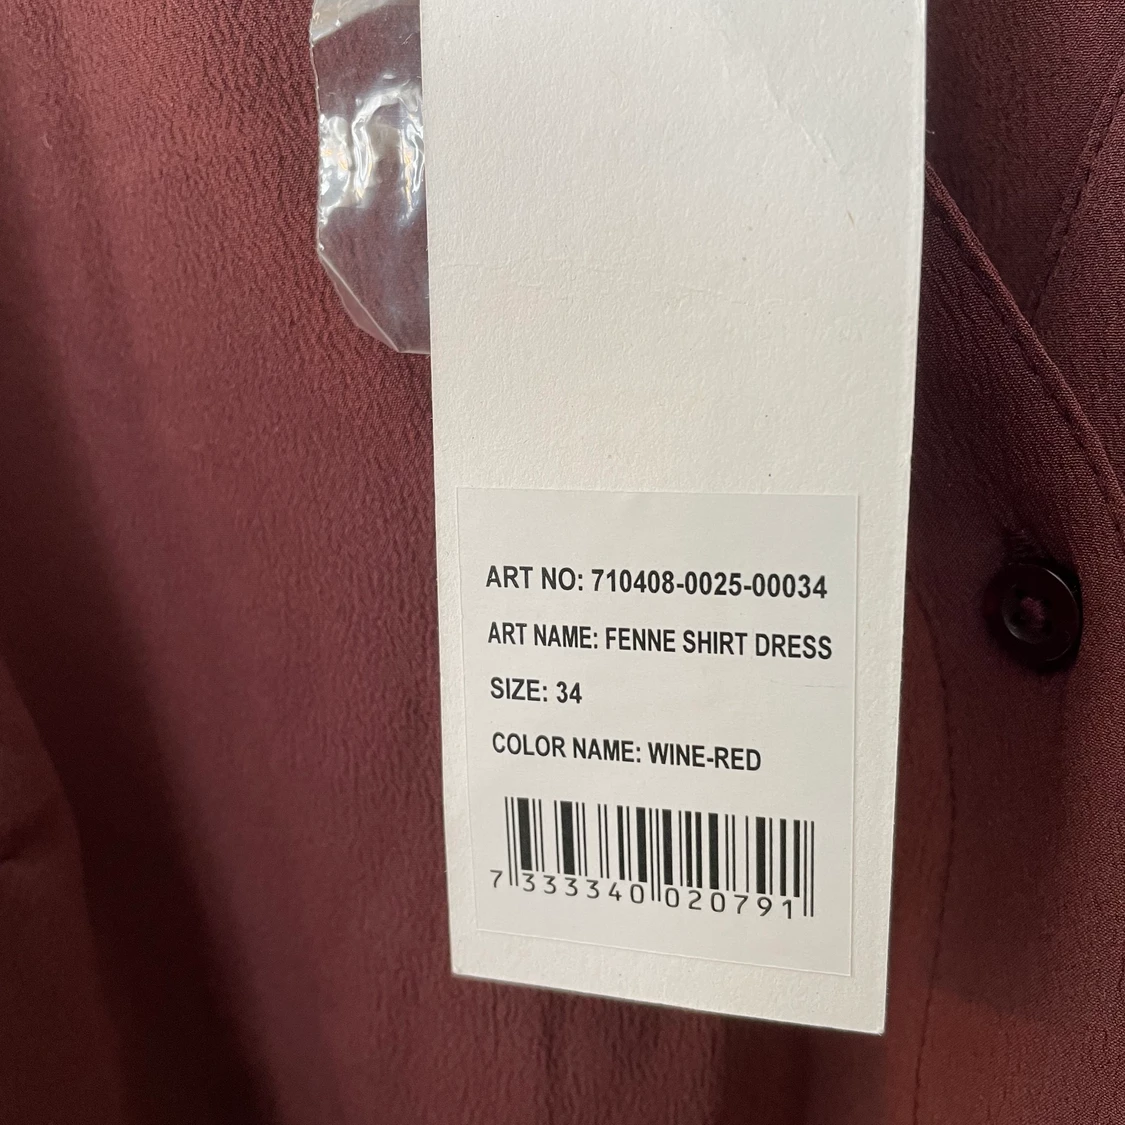 ART NO: 710408-0025-00034
ART NAME: FENNE SHIRT DRESS
SIZE: 34
COLOR NAME: WINE-RED
7 333340 020791